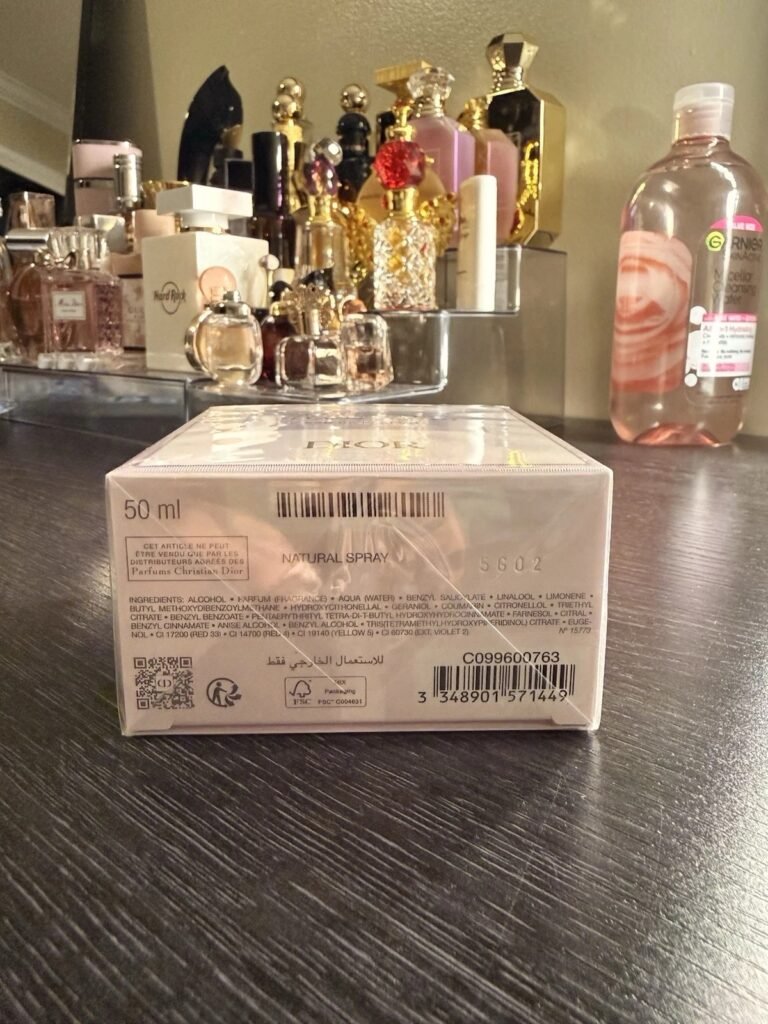 Hard Rock
GARNIER
SKINACTIVE
Micellar
Cleansing
Water
DIOR
50 ml
CET ARTICLE NE PEUT
ÊTRE VENDU QUE PAR LES
DISTRIBUTEURS AGRÉÉS DES
Parfums Christian Dior
NATURAL SPRAY
5602
INGREDIENTS: ALCOHOL • PARFUM (FRAGRANCE) • AQUA (WATER) • BENZYL SALICYLATE • LINALOOL • LIMONENE •
BUTYL METHOXYDIBENZOYLMETHANE • HYDROXYCITRONELLAL • GERANIOL • COUMARIN • CITRONELLOL • TRIETHYL
CITRATE • BENZYL BENZOATE • PENTAERYTHRITYL TETRA-DI-T-BUTYL HYDROXYHYDROCINNAMATE • FARNESOL • CITRAL •
BENZYL CINNAMATE • ANISE ALCOHOL • BENZYL ALCOHOL • TRIS(TETRAMETHYLHYDROXYPIPERIDINOL) CITRATE • EUGE-
NOL • CI 17200 (RED 33) • CI 14700 (RED 4) • CI 19140 (YELLOW 5) • CI 60730 (EXT. VIOLET 2)
N° 15773
للاستعمال الخارجي فقط
C099600763
MIX
Packaging
FSC
FSC® C004631
3 348901 571449